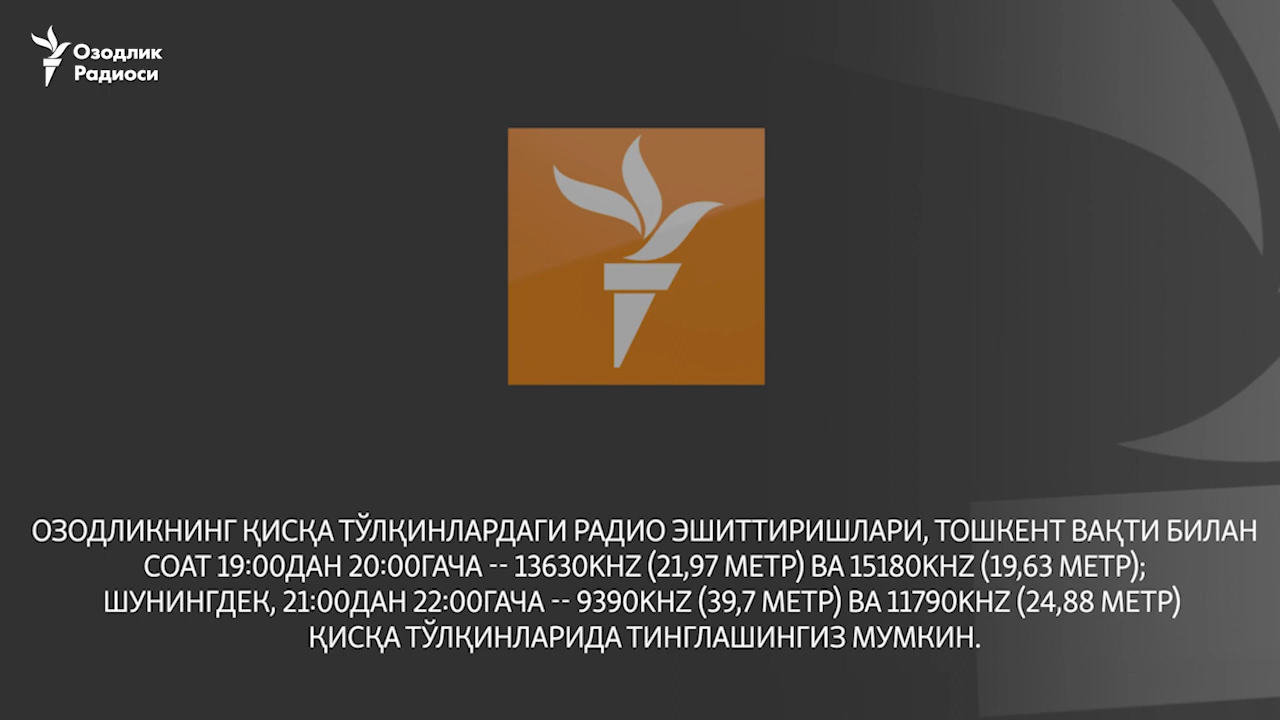 Озодлик
Радиоси
ОЗОДЛИКНИНГ ҚИСҚА ТЎЛҚИНЛАРДАГИ РАДИО ЭШИТТИРИШЛАРИ, ТОШКЕНТ ВАҚТИ БИЛАН
СОАТ 19:00ДАН 20:00ГАЧА -- 13630KHZ (21,97 МЕТР) ВА 15180KHZ (19,63 МЕТР);
ШУНИНГДЕК, 21:00ДАН 22:00ГАЧА -- 9390KHZ (39,7 МЕТР) ВА 11790KHZ (24,88 МЕТР)
ҚИСҚА ТЎЛҚИНЛАРИДА ТИНГЛАШИНГИЗ МУМКИН.